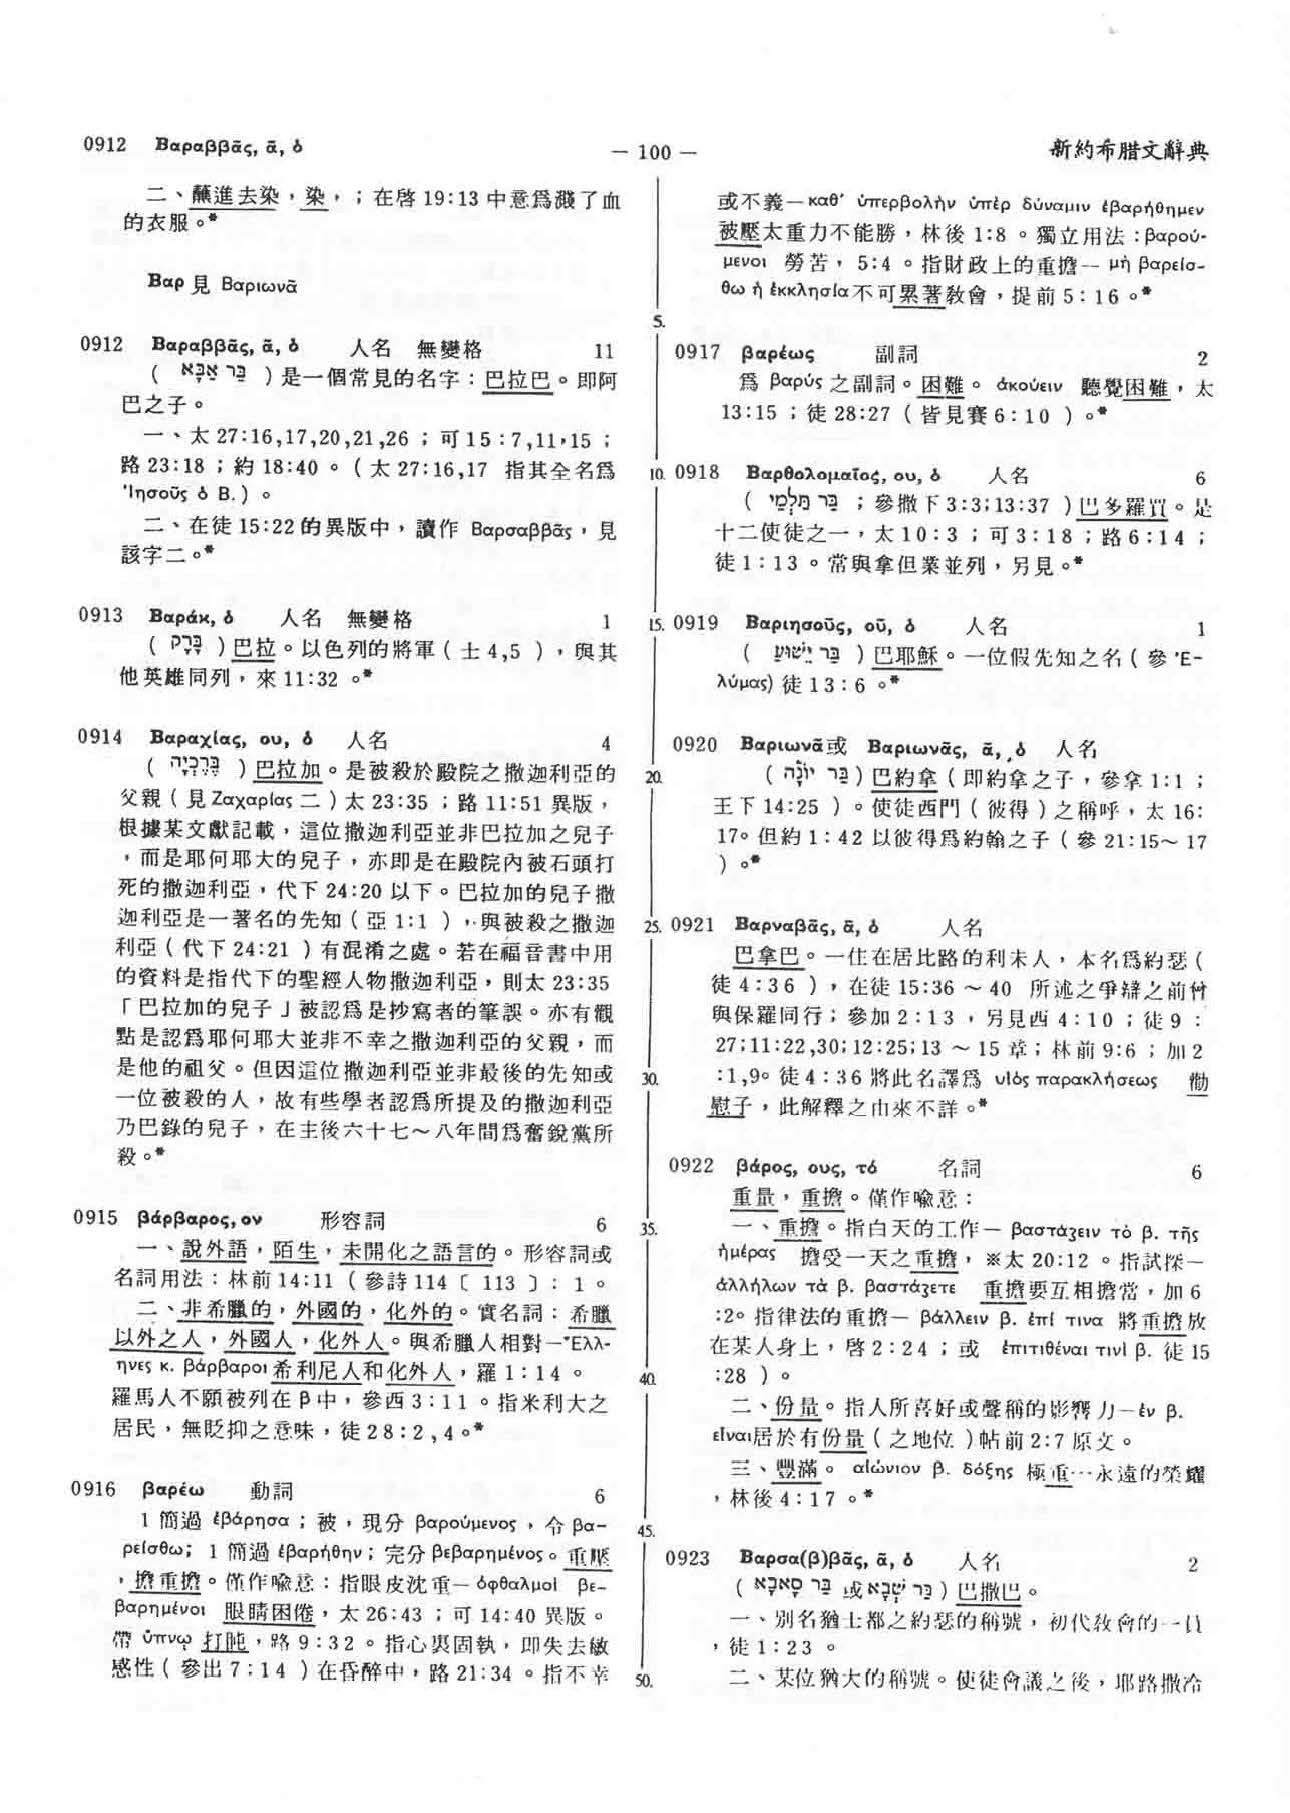 0912 Βαραββᾶς, ᾶ, ὁ
— 100 —
新約希腊文辭典
二、蘸進去染，染，；在啓 19:13 中意爲濺了血
的衣服。*
Βαρ 見 Βαριωνᾶ
0912 Βαραββᾶς, ᾶ, ὁ 人名 無變格 11
( בַּר אַבָּא ) 是一個常見的名字：巴拉巴。即阿
巴之子。
一、太 27:16,17,20,21,26；可15:7,11,15；
路 23:18；約 18:40。(太 27:16,17 指其全名爲
Ἰησοῦς ὁ Β.)。
二、在徒 15:22 的異版中，讀作 Βαρσαββᾶς，見
該字二。*
0913 Βαράκ, ὁ 人名 無變格 1
( בָּרָק ) 巴拉。以色列的將軍(士 4,5)，與其
他英雄同列，來 11:32。*
0914 Βαραχίας, ου, ὁ 人名 4
( בֶּרֶכְיָה ) 巴拉加。是被殺於殿院之撒迦利亞的
父親(見 Ζαχαρίας 二)太 23:35；路 11:51 異版，
根據某文獻記載，這位撒迦利亞並非巴拉加之兒子
，而是耶何耶大的兒子，亦即是在殿院內被石頭打
死的撒迦利亞，代下 24:20 以下。巴拉加的兒子撒
迦利亞是一著名的先知(亞 1:1)，與被殺之撒迦
利亞(代下 24:21)有混淆之處。若在福音書中用
的資料是指代下的聖經人物撒迦利亞，則太 23:35
「巴拉加的兒子」被認爲是抄寫者的筆誤。亦有觀
點是認爲耶何耶大並非不幸之撒迦利亞的父親，而
是他的祖父。但因這位撒迦利亞並非最後的先知或
一位被殺的人，故有些學者認爲所提及的撒迦利亞
乃巴錄的兒子，在主後六十七～八年間爲奮銳黨所
殺。*
0915 βάρβαρος, ον 形容詞 6
一、說外語，陌生，未開化之語言的。形容詞或
名詞用法：林前 14:11 (參詩 114〔113〕：1。
二、非希臘的，外國的，化外的。實名詞：希臘
以外之人，外國人，化外人。與希臘人相對—Ἕλλ-
ηνες κ. βάρβαροι 希利尼人和化外人，羅 1:14。
羅馬人不願被列在 β 中，參西 3:11。指米利大之
居民，無貶抑之意味，徒 28:2,4。*
0916 βαρέω 動詞 6
1 簡過 ἐβάρησα；被，現分 βαρούμενος，令 βα-
ρείσθω；1 簡過 ἐβαρήθην；完分 βεβαρημένος。重壓
，擔重擔。僅作喻意：指眼皮沈重—ὀφθαλμοὶ βε-
βαρημένοι 眼睛困倦，太 26:43；可 14:40 異版。
帶 ὕπνῳ 打盹，路 9:32。指心裏固執，即失去敏
感性(參出 7:14)在昏醉中，路 21:34。指不幸
或不義—καθ' ὑπερβολὴν ὑπὲρ δύναμιν ἐβαρήθημεν
被壓太重力不能勝，林後 1:8。獨立用法：βαρού-
μενοι 勞苦，5:4。指財政上的重擔—μὴ βαρείσ-
θω ἡ ἐκκλησία 不可累著教會，提前 5:16。*
5.
0917 βαρέως 副詞 2
爲 βαρύς 之副詞。困難。ἀκούειν 聽覺困難，太
13:15；徒 28:27 (皆見賽 6:10)。*
10. 0918 Βαρθολομαῖος, ου, ὁ 人名 6
( בַּר תַּלְמַי ；參撒下 3:3;13:37)巴多羅買。是
十二使徒之一，太 10:3；可 3:18；路 6:14；
徒 1:13。常與拿但業並列，另見。*
15. 0919 Βαριησοῦς, οῦ, ὁ 人名 1
( בַּר יֵשׁוּעַ ) 巴耶穌。一位假先知之名(參 Ἐ-
λύμας) 徒 13:6。*
0920 Βαριωνᾶ 或 Βαριωνᾶς, ᾶ, ὁ 人名
20. ( בַּר יוֹנָה ) 巴約拿(即約拿之子，參拿 1:1；
王下 14:25)。使徒西門(彼得)之稱呼，太 16:
17。但約 1:42 以彼得爲約翰之子(參 21:15～17
)。*
25. 0921 Βαρναβᾶς, ᾶ, ὁ 人名
巴拿巴。一住在居比路的利未人，本名爲約瑟(
徒 4:36)，在徒 15:36～40 所述之爭辯之前曾
與保羅同行；參加 2:13，另見西 4:10；徒 9:
27;11:22,30;12:25;13～15 章；林前 9:6；加 2
30. :1,9。徒 4:36 將此名譯爲 υἱὸς παρακλήσεως 勸
慰子，此解釋之由來不詳。*
0922 βάρος, ους, τό 名詞 6
重量，重擔。僅作喻意：
35. 一、重擔。指白天的工作—βαστάζειν τὸ β. τῆς
ἡμέρας 擔受一天之重擔，※太 20:12。指試探—
ἀλλήλων τὰ β. βαστάζετε 重擔要互相擔當，加 6
:2。指律法的重擔—βάλλειν β. ἐπί τινα 將重擔放
在某人身上，啓 2:24；或 ἐπιτιθέναι τινὶ β. 徒 15
40. :28)。
二、份量。指人所喜好或聲稱的影響力—ἐν β.
εἶναι 居於有份量(之地位)帖前 2:7 原文。
三、豐滿。αἰώνιον β. δόξης 極重…永遠的榮耀
，林後 4:17。*
45.
0923 Βαρσα(β)βᾶς, ᾶ, ὁ 人名 2
( בַּר שַׁבָּא 或 בַּר סָאבָא ) 巴撒巴。
一、別名猶士都之約瑟的稱號，初代教會的一員
，徒 1:23。
50. 二、某位猶大的稱號。使徒會議之後，耶路撒冷